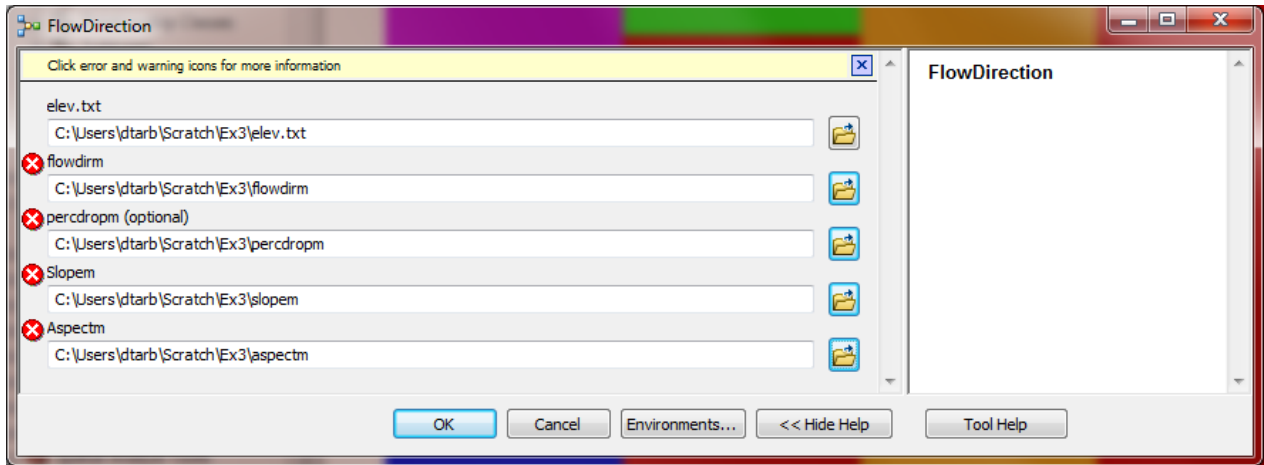 FlowDirection
Click error and warning icons for more information
FlowDirection
elev.txt
C:\Users\dtarb\Scratch\Ex3\elev.txt
flowdirm
C:\Users\dtarb\Scratch\Ex3\flowdirm
percdropm (optional)
C:\Users\dtarb\Scratch\Ex3\percdropm
Slopem
C:\Users\dtarb\Scratch\Ex3\slopem
Aspectm
C:\Users\dtarb\Scratch\Ex3\aspectm
OK Cancel Environments... << Hide Help Tool Help